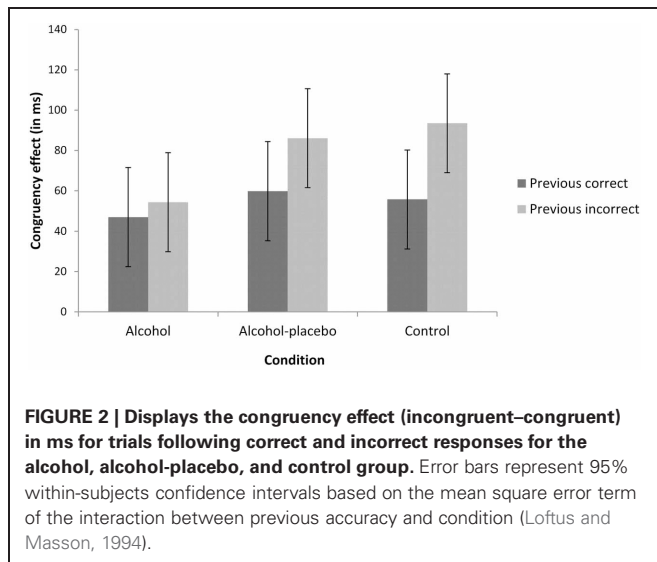 140
120
100
80
60
40
20
0
Congruency effect (in ms)
Alcohol
Alcohol-placebo
Control
Condition
Previous correct
Previous incorrect
FIGURE 2 | Displays the congruency effect (incongruent–congruent)
in ms for trials following correct and incorrect responses for the
alcohol, alcohol-placebo, and control group. Error bars represent 95%
within-subjects confidence intervals based on the mean square error term
of the interaction between previous accuracy and condition (Loftus and
Masson, 1994).